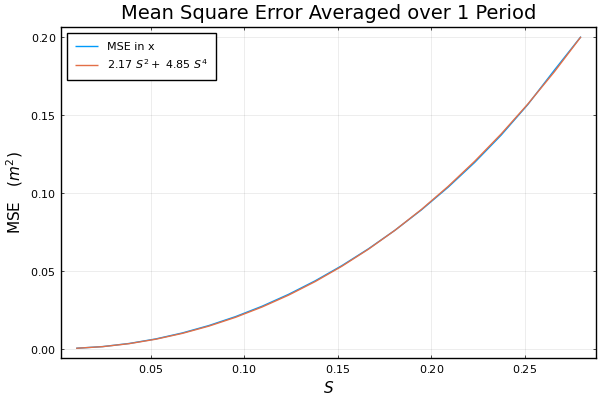 Mean Square Error Averaged over 1 Period
MSE in x
2.17 S² + 4.85 S⁴
0.20
0.15
0.10
0.05
0.00
MSE (m²)
0.05 0.10 0.15 0.20 0.25
S